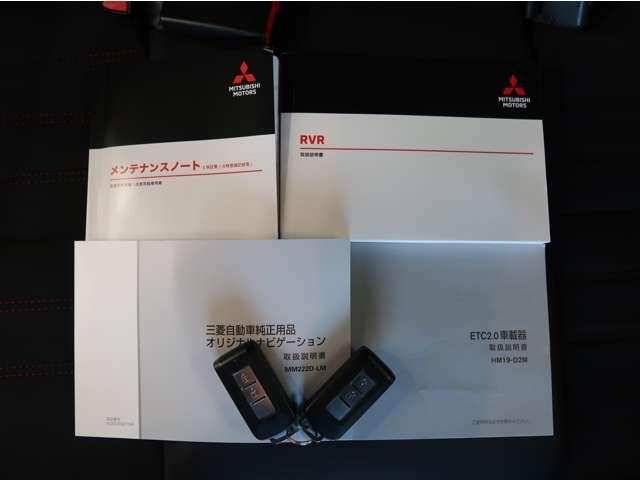 MITSUBISHI
MOTORS
メンテナンスノート
MITSUBISHI
MOTORS
RVR
取扱説明書
三菱自動車純正用品
オリジナルナビゲーション
取扱説明書
MM222D-LM
ETC2.0車載器
取扱説明書
HM19-D2M